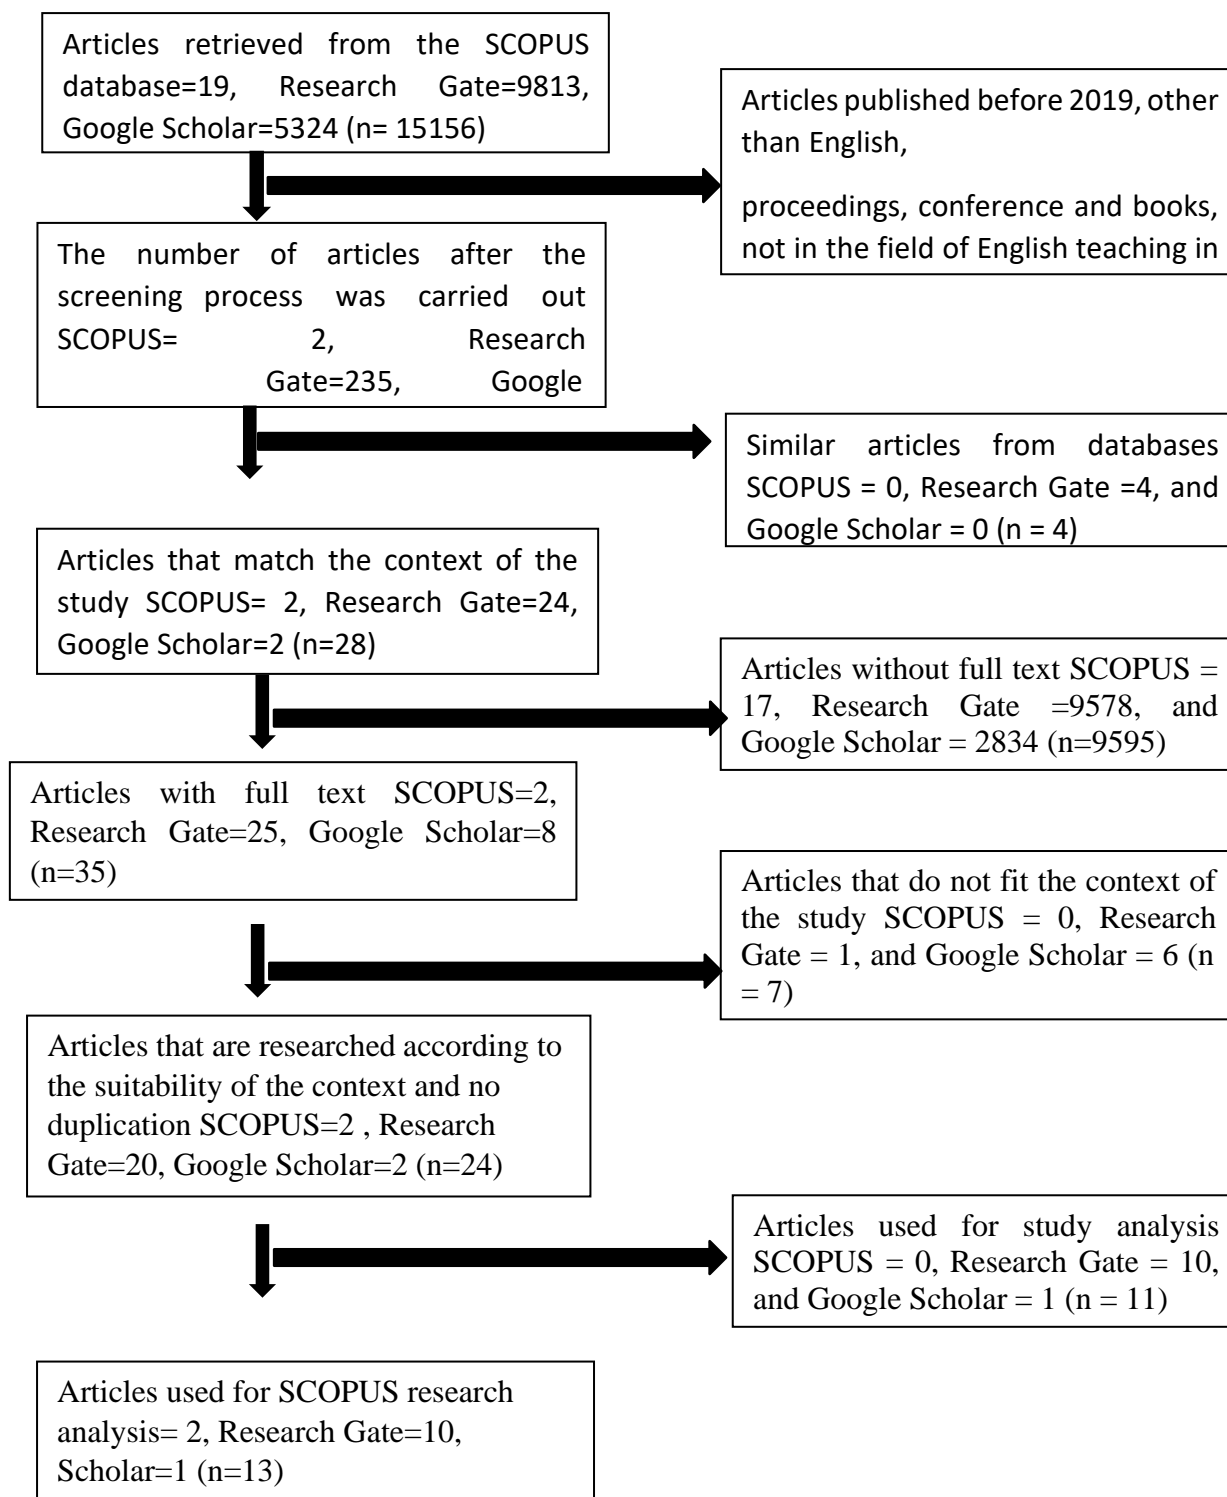 Articles retrieved from the SCOPUS
database=19, Research Gate=9813,
Google Scholar=5324 (n= 15156)
Articles published before 2019, other
than English,
proceedings, conference and books,
not in the field of English teaching in
The number of articles after the
screening process was carried out
SCOPUS= 2, Research
Gate=235, Google
Similar articles from databases
SCOPUS = 0, Research Gate =4, and
Google Scholar = 0 (n = 4)
Articles that match the context of the
study SCOPUS= 2, Research Gate=24,
Google Scholar=2 (n=28)
Articles without full text SCOPUS =
17, Research Gate =9578, and
Google Scholar = 2834 (n=9595)
Articles with full text SCOPUS=2,
Research Gate=25, Google Scholar=8
(n=35)
Articles that do not fit the context of
the study SCOPUS = 0, Research
Gate = 1, and Google Scholar = 6 (n
= 7)
Articles that are researched according to
the suitability of the context and no
duplication SCOPUS=2 , Research
Gate=20, Google Scholar=2 (n=24)
Articles used for study analysis
SCOPUS = 0, Research Gate = 10,
and Google Scholar = 1 (n = 11)
Articles used for SCOPUS research
analysis= 2, Research Gate=10,
Scholar=1 (n=13)